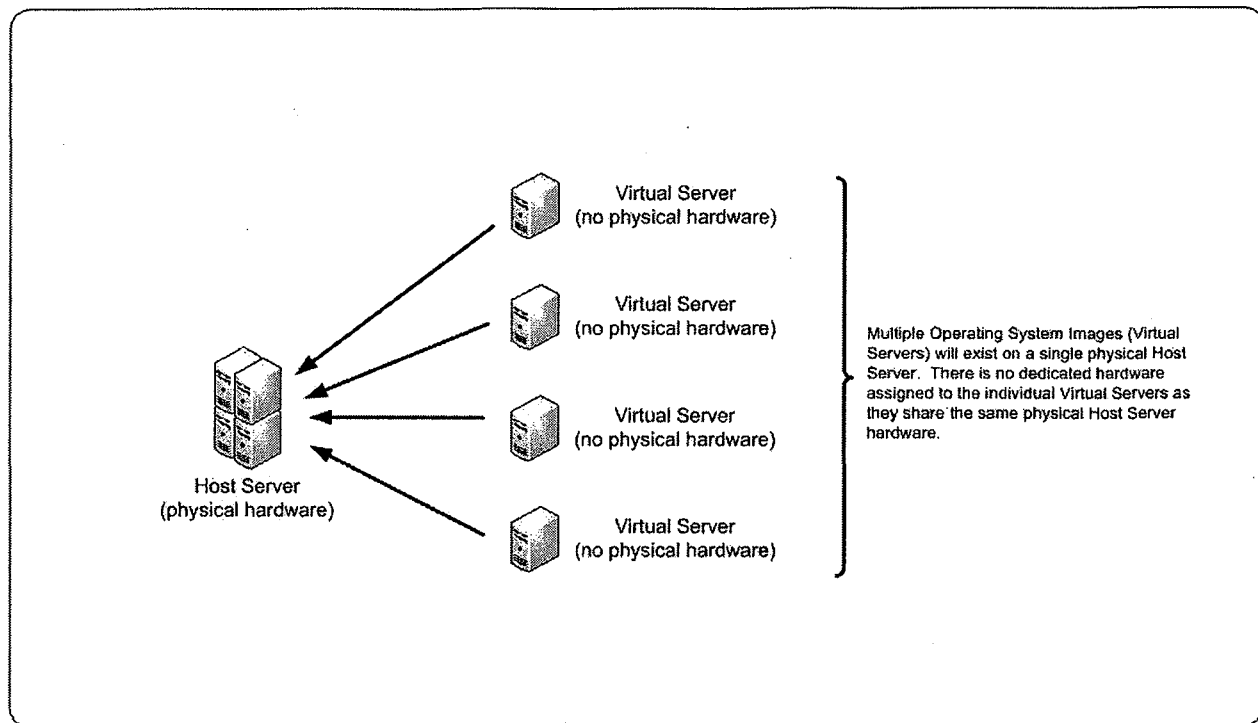 Virtual Server
(no physical hardware)
Virtual Server
(no physical hardware)
Virtual Server
(no physical hardware)
Virtual Server
(no physical hardware)
Host Server
(physical hardware)
Multiple Operating System Images (Virtual
Servers) will exist on a single physical Host
Server. There is no dedicated hardware
assigned to the individual Virtual Servers as
they share the same physical Host Server
hardware.